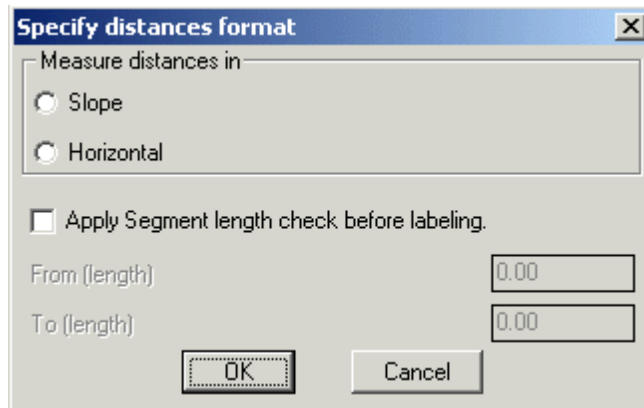 Specify distances format
Measure distances in
Slope
Horizontal
Apply Segment length check before labeling.
From (length) 0.00
To (length) 0.00
OK Cancel